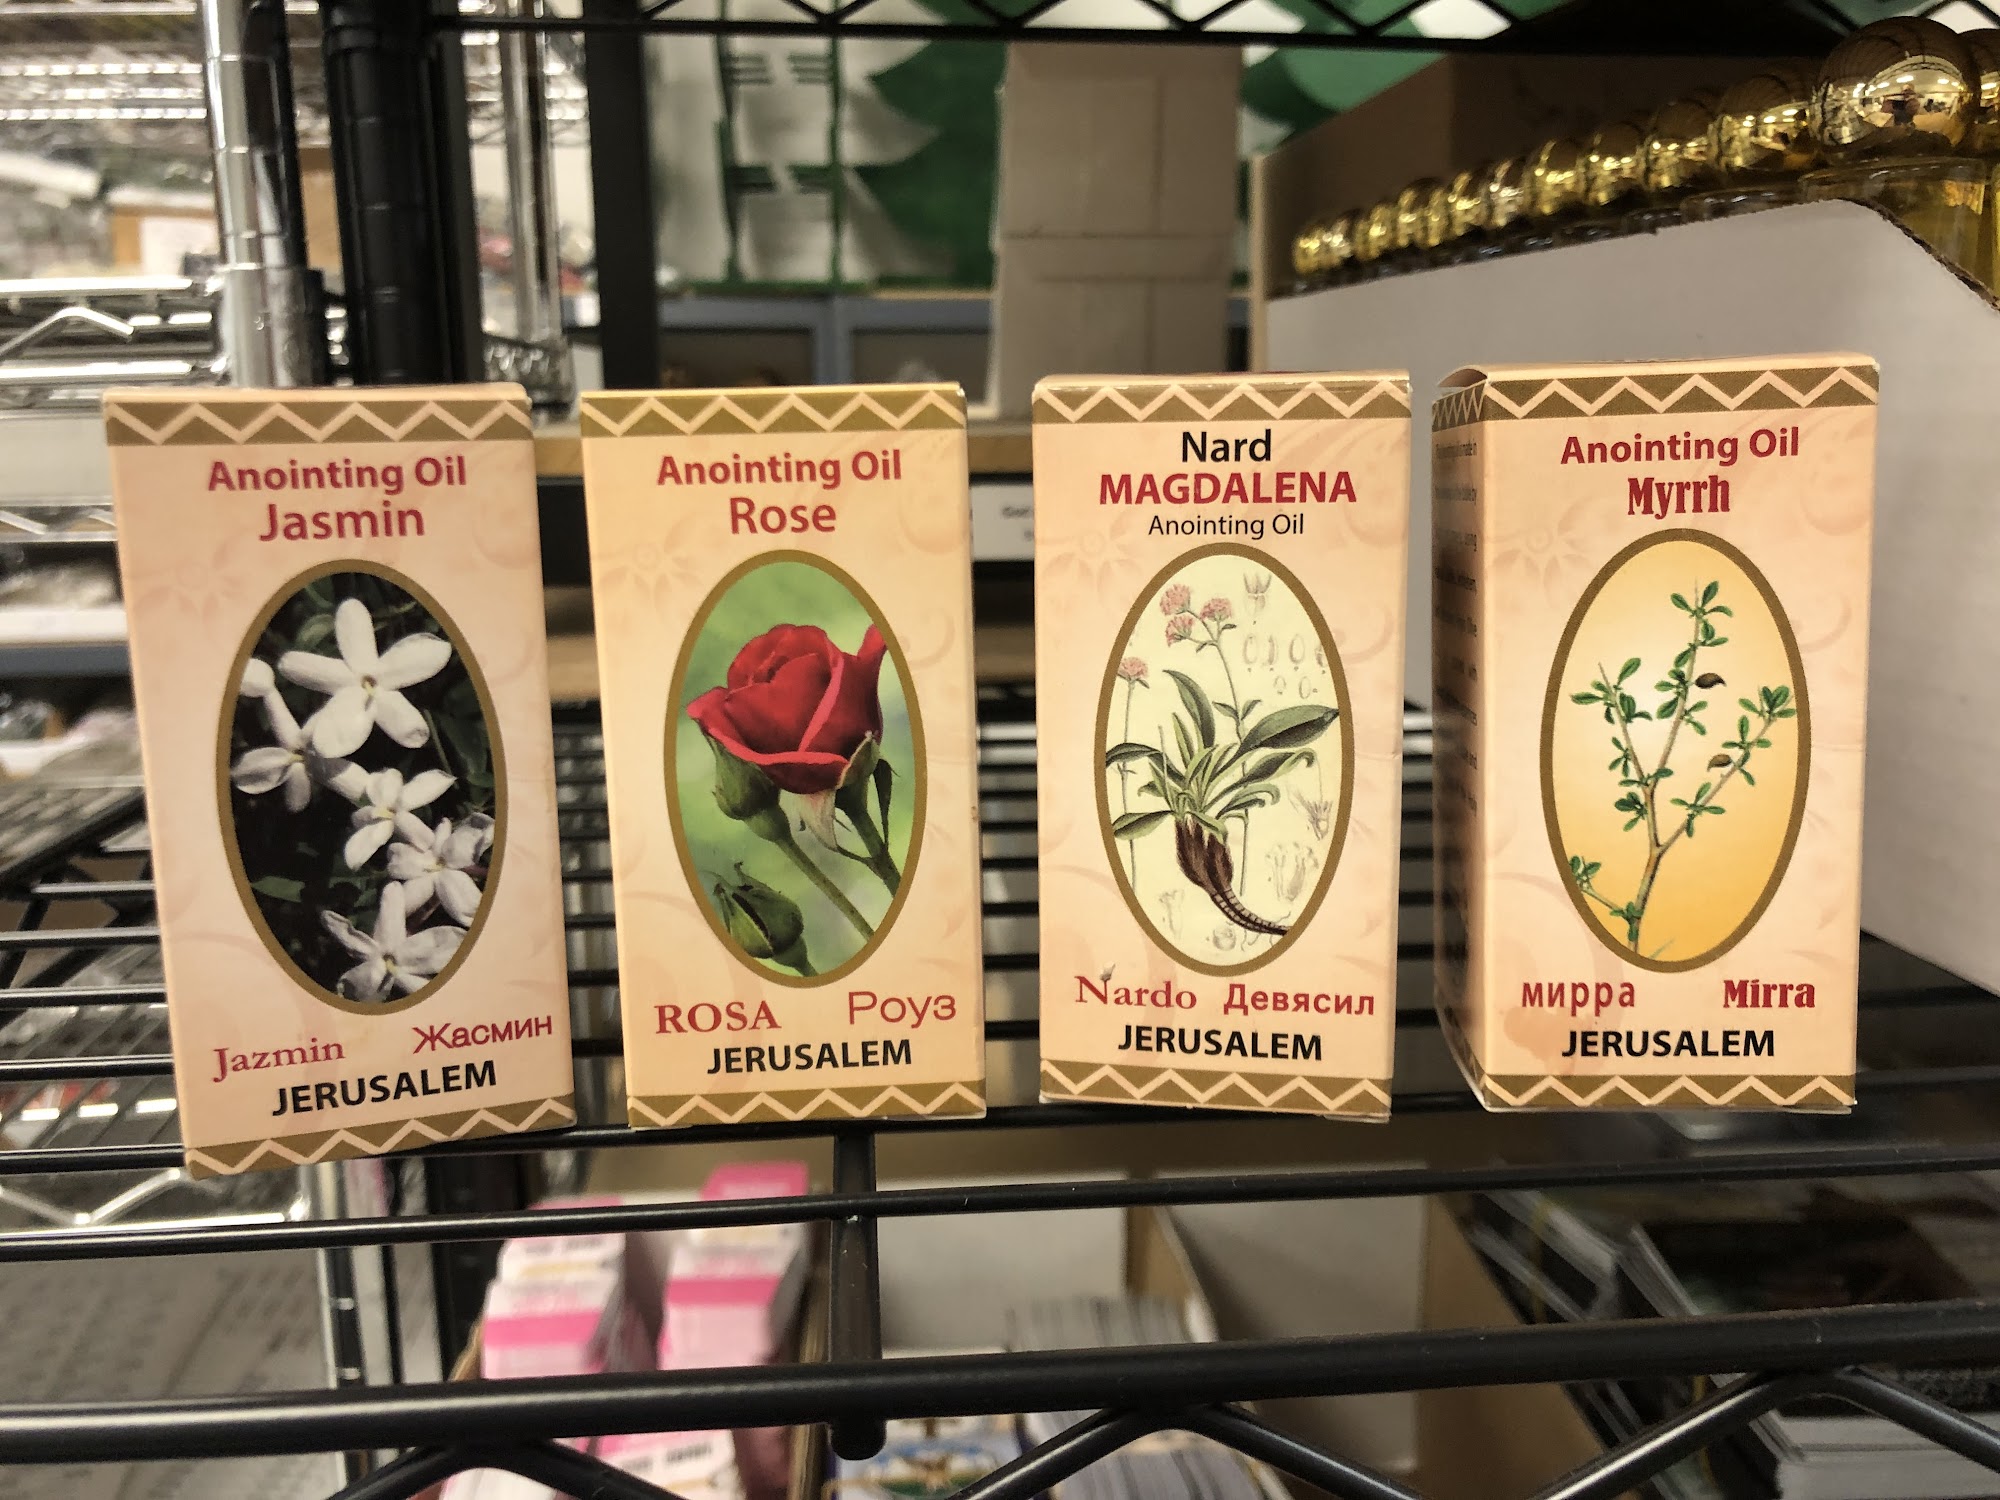 Anointing Oil
Jasmin
Jazmin Жасмин
JERUSALEM
Anointing Oil
Rose
ROSA Роуз
JERUSALEM
Nard
MAGDALENA
Anointing Oil
Nardo Девясил
JERUSALEM
Anointing Oil
Myrrh
мирра Mirra
JERUSALEM